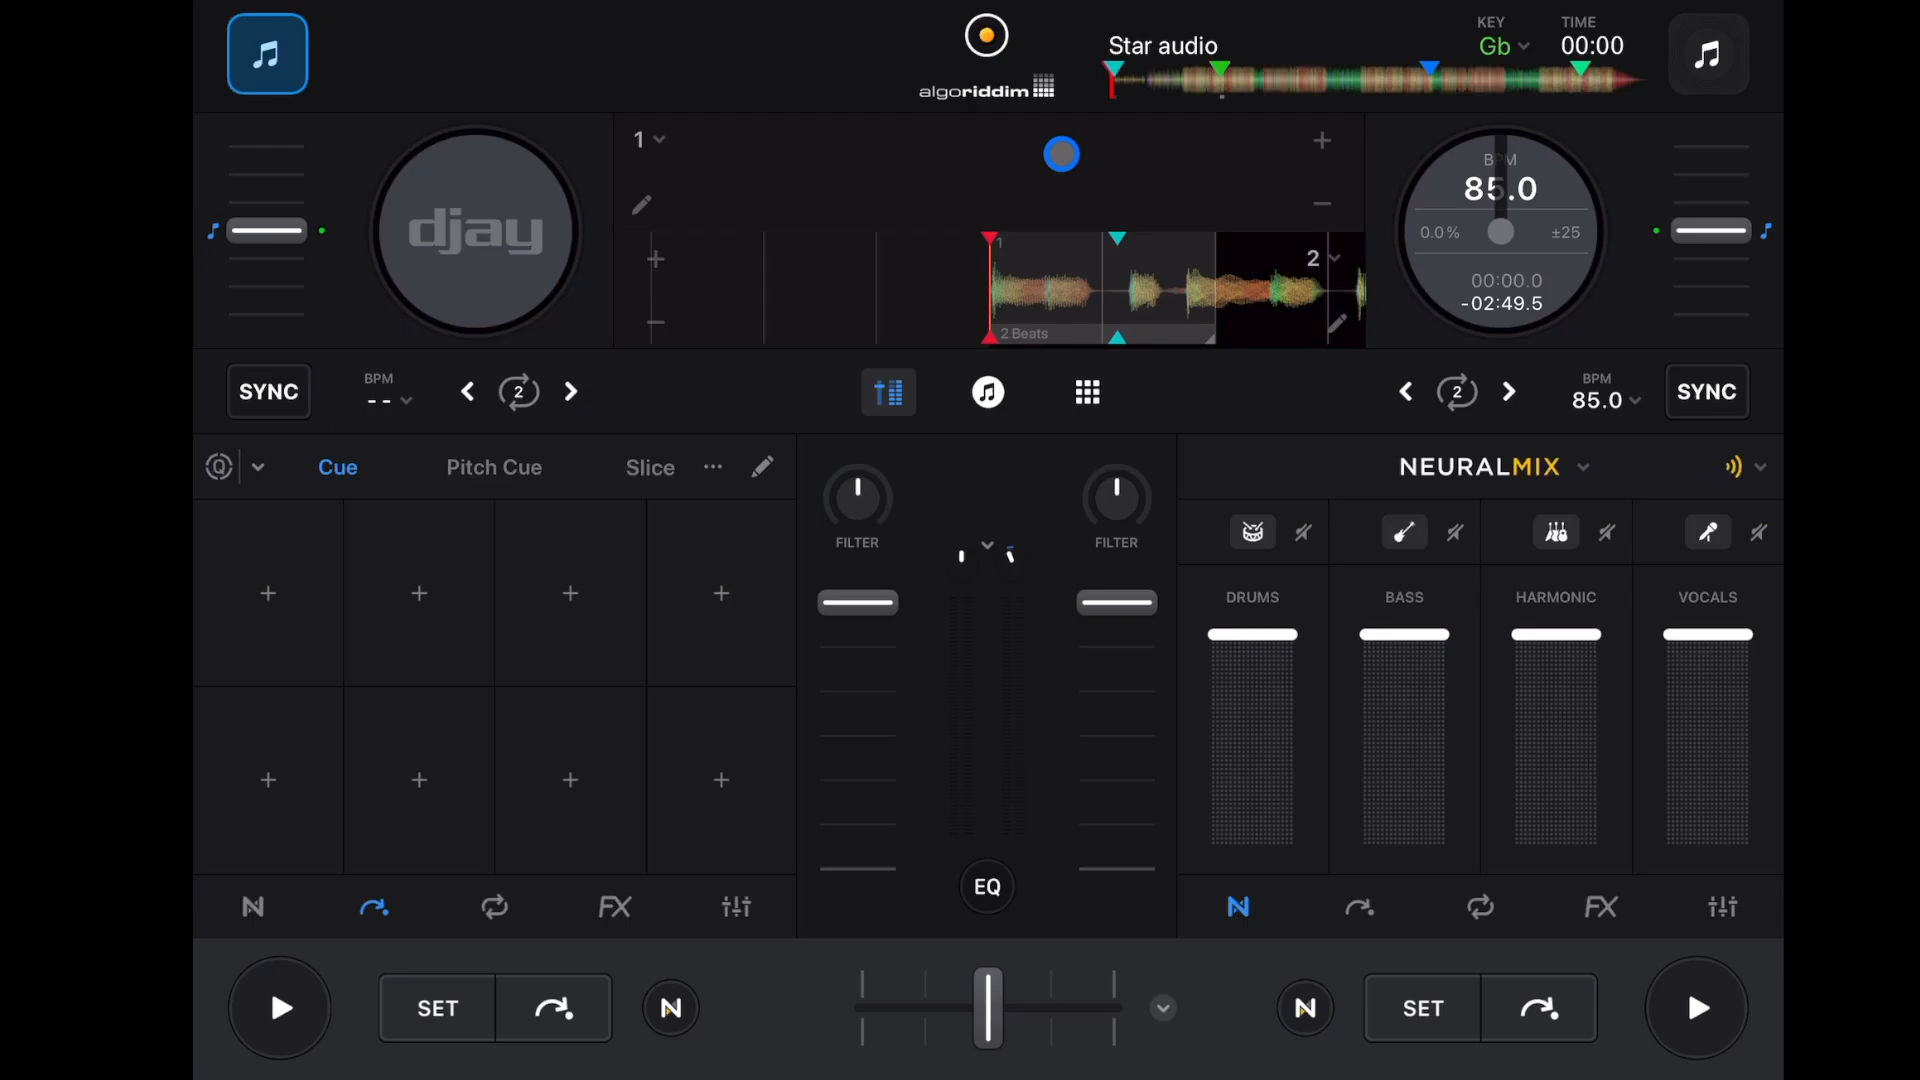 algoriddim
Star audio
KEY
Gb
TIME
00:00
1
djay
1
2 Beats
2
BPM
85.0
0.0%
±25
00:00.0
-02:49.5
SYNC
BPM
--
2
2
BPM
85.0
SYNC
Q
Cue
Pitch Cue
Slice
FILTER
FILTER
NEURALMIX
DRUMS
BASS
HARMONIC
VOCALS
EQ
N
FX
N
FX
SET
N
N
SET